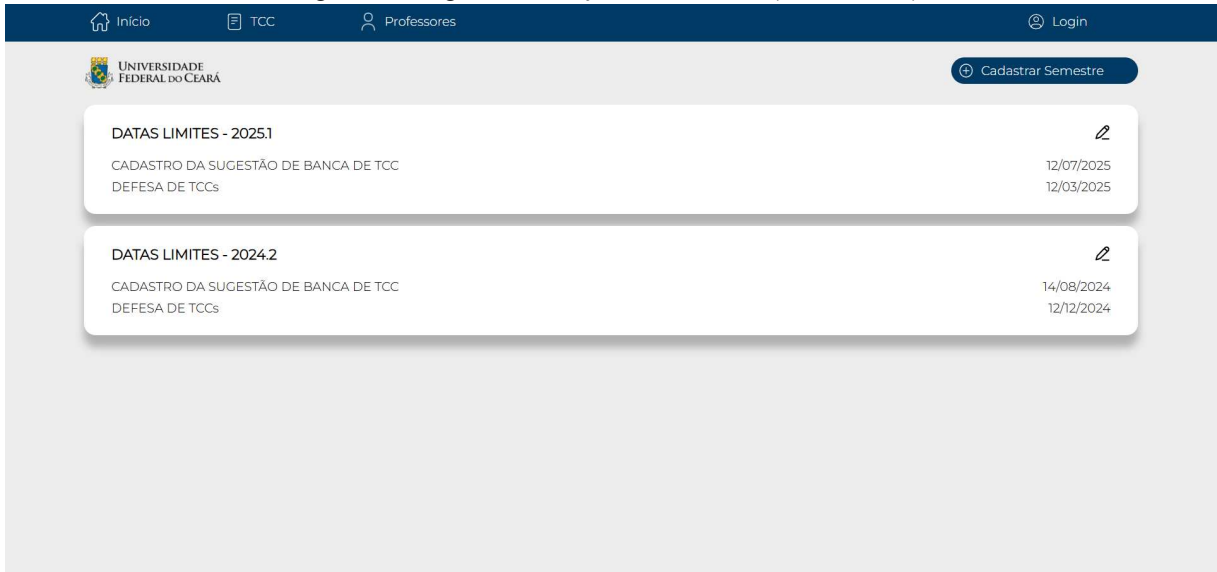 Início TCC Professores Login
UNIVERSIDADE
FEDERAL DO CEARÁ
Cadastrar Semestre
DATAS LIMITES - 2025.1
CADASTRO DA SUGESTÃO DE BANCA DE TCC 12/07/2025
DEFESA DE TCCs 12/03/2025
DATAS LIMITES - 2024.2
CADASTRO DA SUGESTÃO DE BANCA DE TCC 14/08/2024
DEFESA DE TCCs 12/12/2024